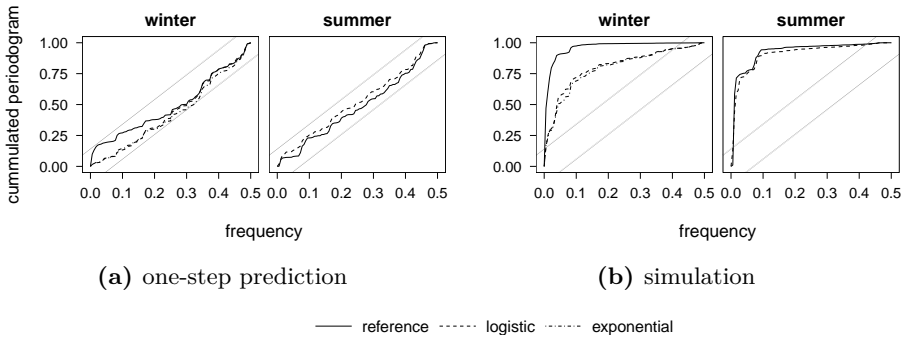 winter summer
winter summer
cummulated periodogram
1.00
0.75
0.50
0.25
0.00
1.00
0.75
0.50
0.25
0.00
0.0 0.1 0.2 0.3 0.4 0.5
0.0 0.1 0.2 0.3 0.4 0.5
0.0 0.1 0.2 0.3 0.4 0.5
0.0 0.1 0.2 0.3 0.4 0.5
frequency
frequency
(a) one-step prediction
(b) simulation
reference logistic exponential